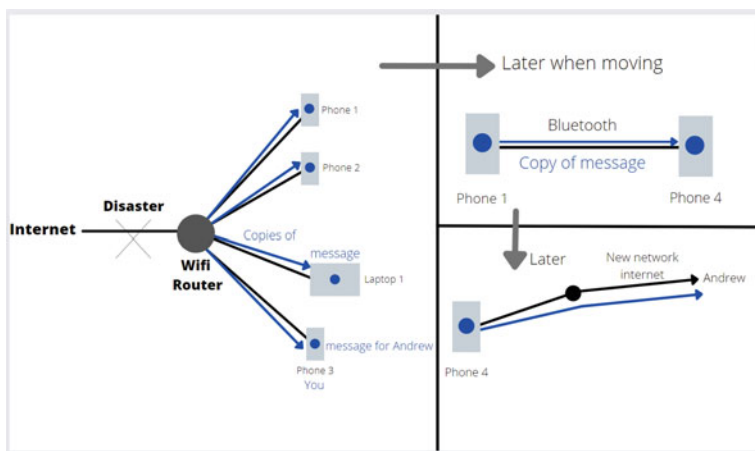 Internet
Disaster
Wifi
Router
Phone 1
Phone 2
Copies of
message
Laptop 1
message for Andrew
Phone 3
You
Later when moving
Bluetooth
Copy of message
Phone 1
Phone 4
Later
New network
internet
Andrew
Phone 4